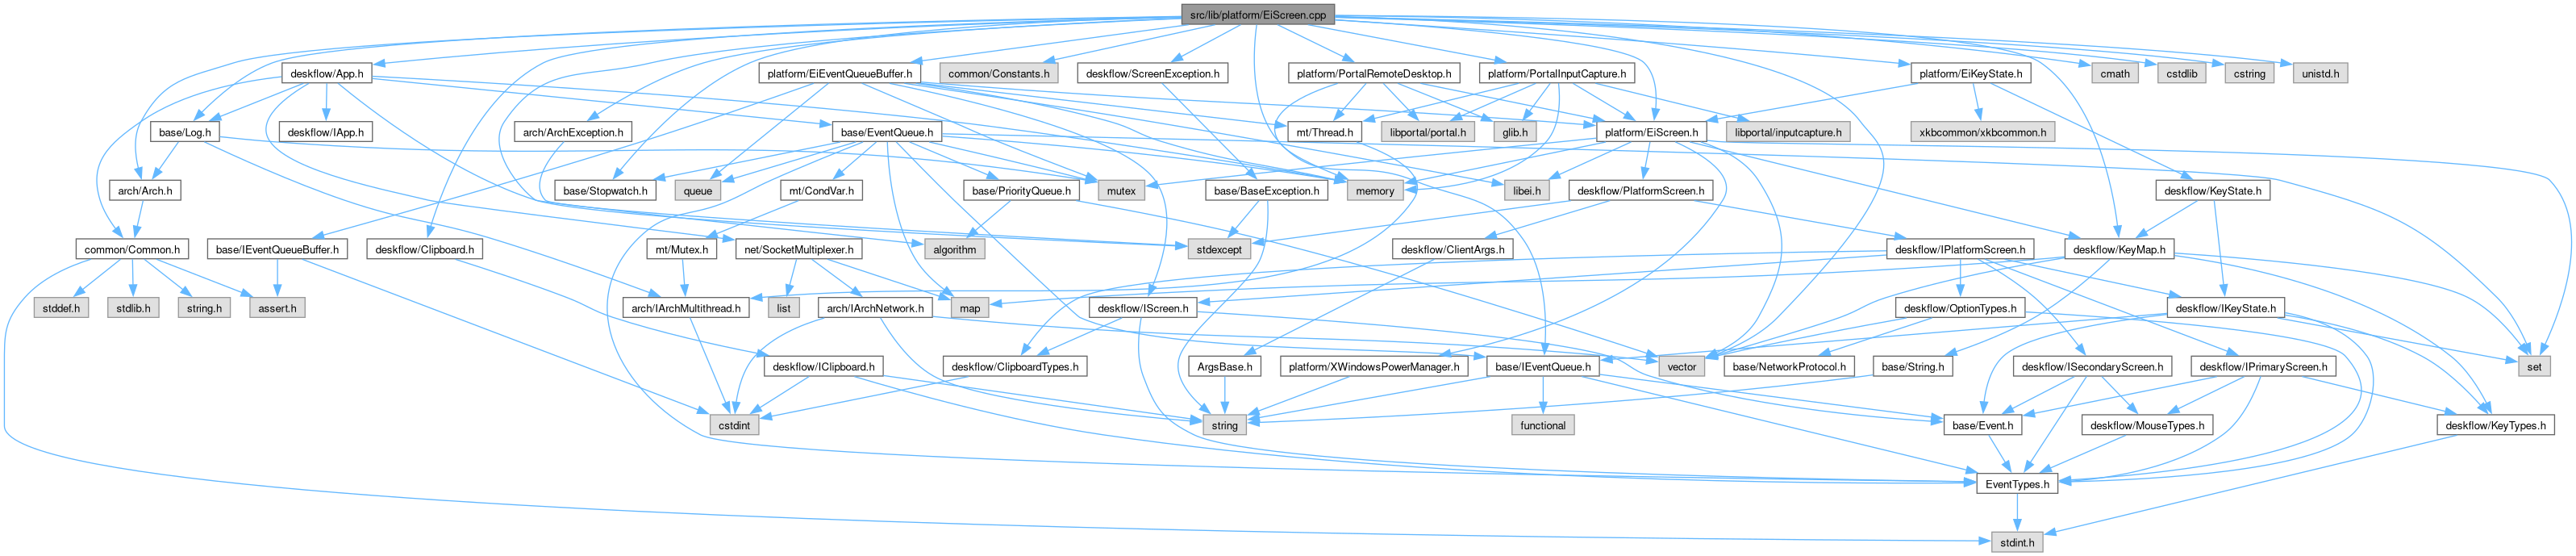 src/lib/platform/EiScreen.cpp
deskflow/App.h
platform/EiEventQueueBuffer.h
common/Constants.h
deskflow/ScreenException.h
platform/PortalRemoteDesktop.h
platform/PortalInputCapture.h
platform/EiKeyState.h
cmath
cstdlib
cstring
unistd.h
base/Log.h
deskflow/IApp.h
arch/ArchException.h
base/EventQueue.h
mt/Thread.h
libportal/portal.h
glib.h
platform/EiScreen.h
libportal/inputcapture.h
xkbcommon/xkbcommon.h
arch/Arch.h
base/Stopwatch.h
queue
mt/CondVar.h
base/PriorityQueue.h
mutex
base/BaseException.h
memory
libei.h
deskflow/PlatformScreen.h
deskflow/KeyState.h
common/Common.h
base/IEventQueueBuffer.h
deskflow/Clipboard.h
mt/Mutex.h
net/SocketMultiplexer.h
algorithm
stdexcept
deskflow/ClientArgs.h
deskflow/IPlatformScreen.h
deskflow/KeyMap.h
stddef.h
stdlib.h
string.h
assert.h
arch/IArchMultithread.h
list
arch/IArchNetwork.h
map
deskflow/IScreen.h
deskflow/OptionTypes.h
deskflow/IKeyState.h
deskflow/IClipboard.h
deskflow/ClipboardTypes.h
ArgsBase.h
platform/XWindowsPowerManager.h
base/IEventQueue.h
vector
base/NetworkProtocol.h
base/String.h
deskflow/ISecondaryScreen.h
deskflow/IPrimaryScreen.h
set
cstdint
string
functional
base/Event.h
deskflow/MouseTypes.h
deskflow/KeyTypes.h
EventTypes.h
stdint.h